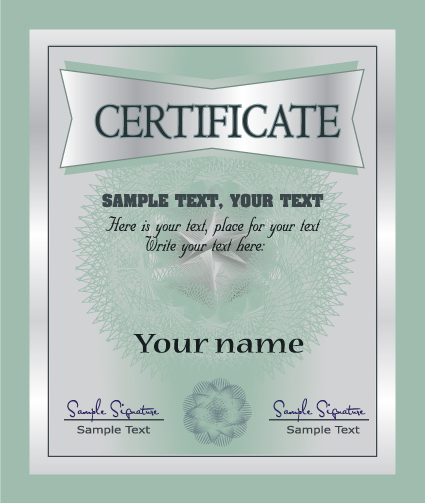 CERTIFICATE
SAMPLE TEXT, YOUR TEXT
Here is your text, place for your text
Write your text here:
Your name
Sample Signature
Sample Text
Sample Signature
Sample Text